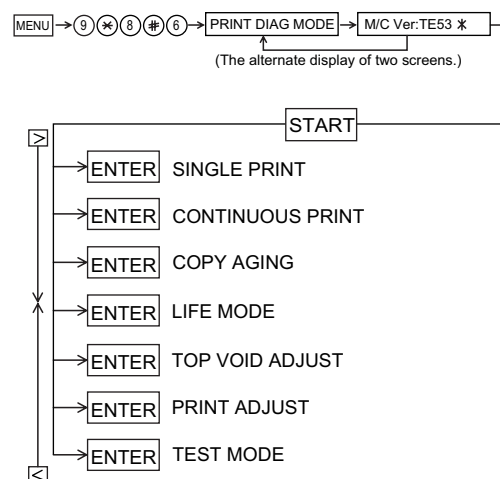 MENU 9 * 8 # 6 PRINT DIAG MODE M/C Ver:TE53 *
(The alternate display of two screens.)
START
>
ENTER SINGLE PRINT
ENTER CONTINUOUS PRINT
ENTER COPY AGING
ENTER LIFE MODE
ENTER TOP VOID ADJUST
ENTER PRINT ADJUST
ENTER TEST MODE
<